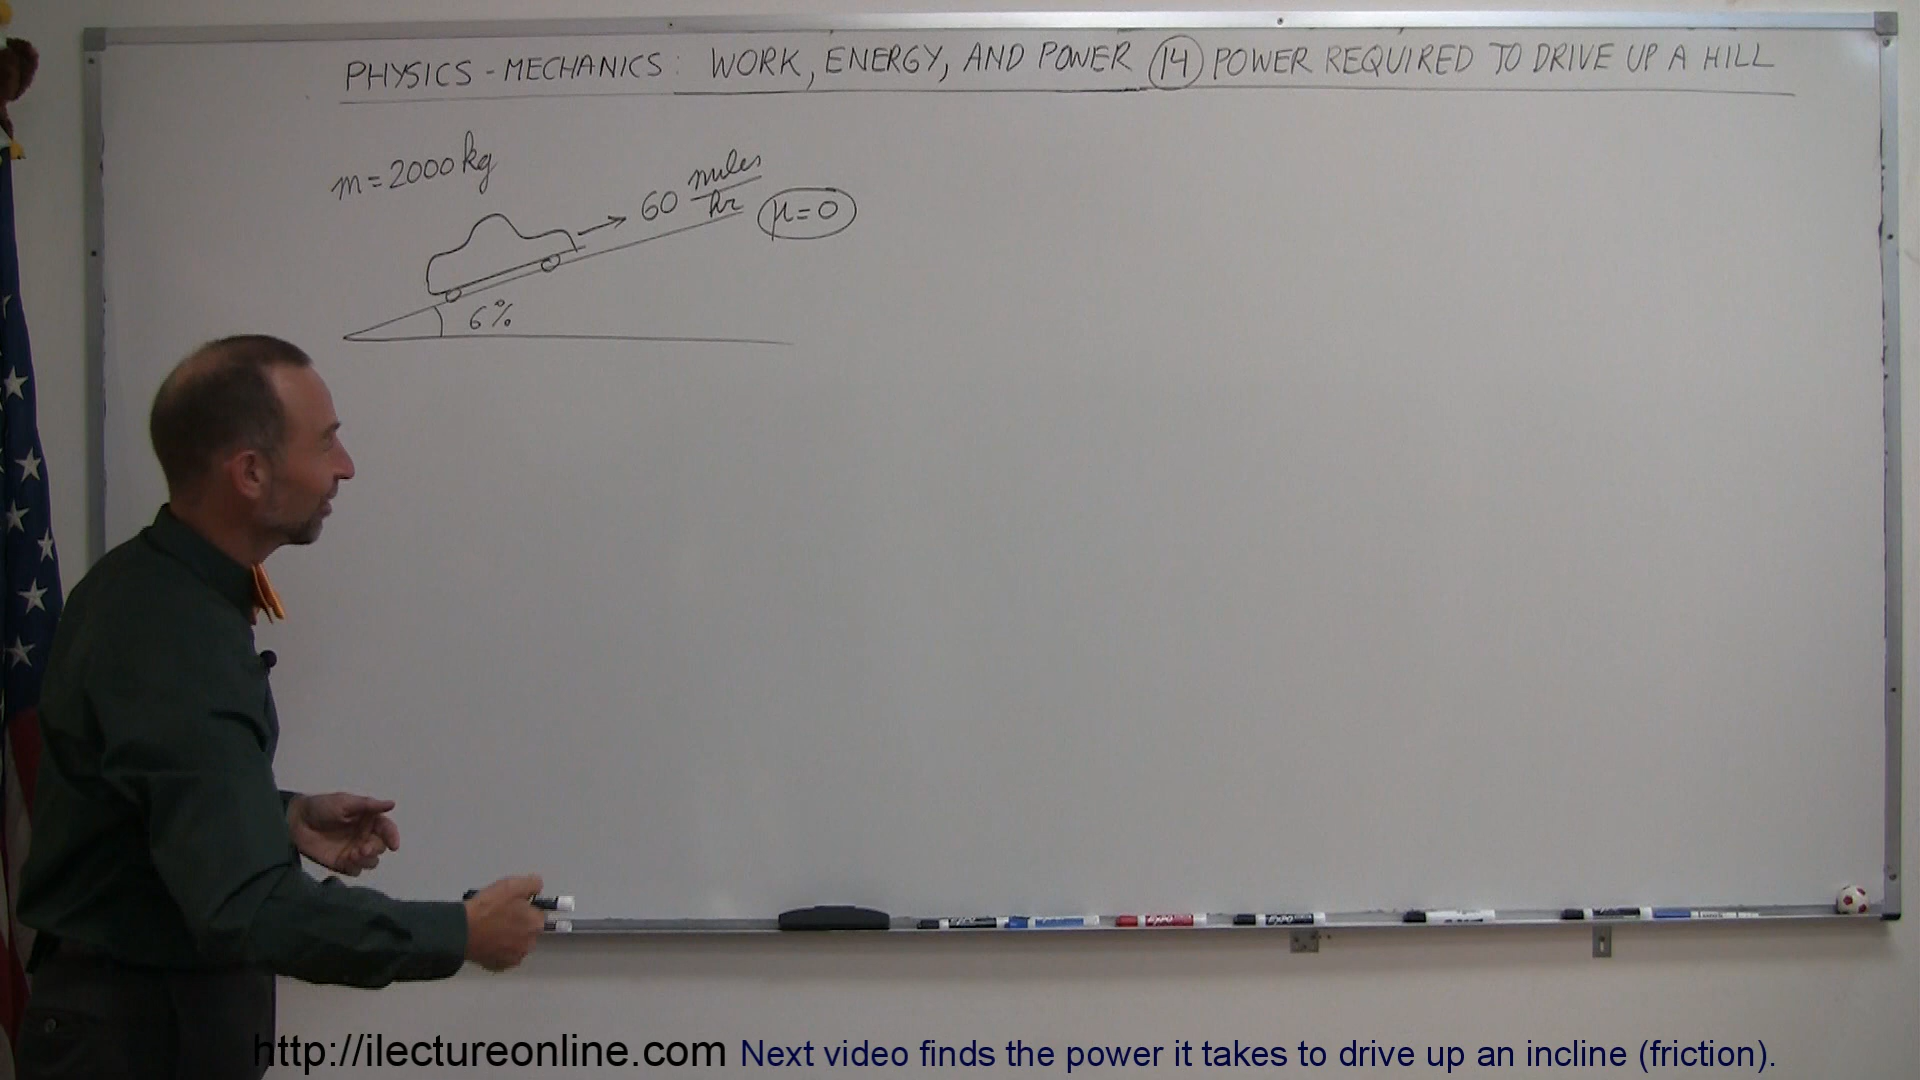 PHYSICS - MECHANICS: WORK, ENERGY, AND POWER 14 POWER REQUIRED TO DRIVE UP A HILL
m = 2000 kg
60 miles/hr
μ = 0
6%
EXPO
http://ilectureonline.com Next video finds the power it takes to drive up an incline (friction).